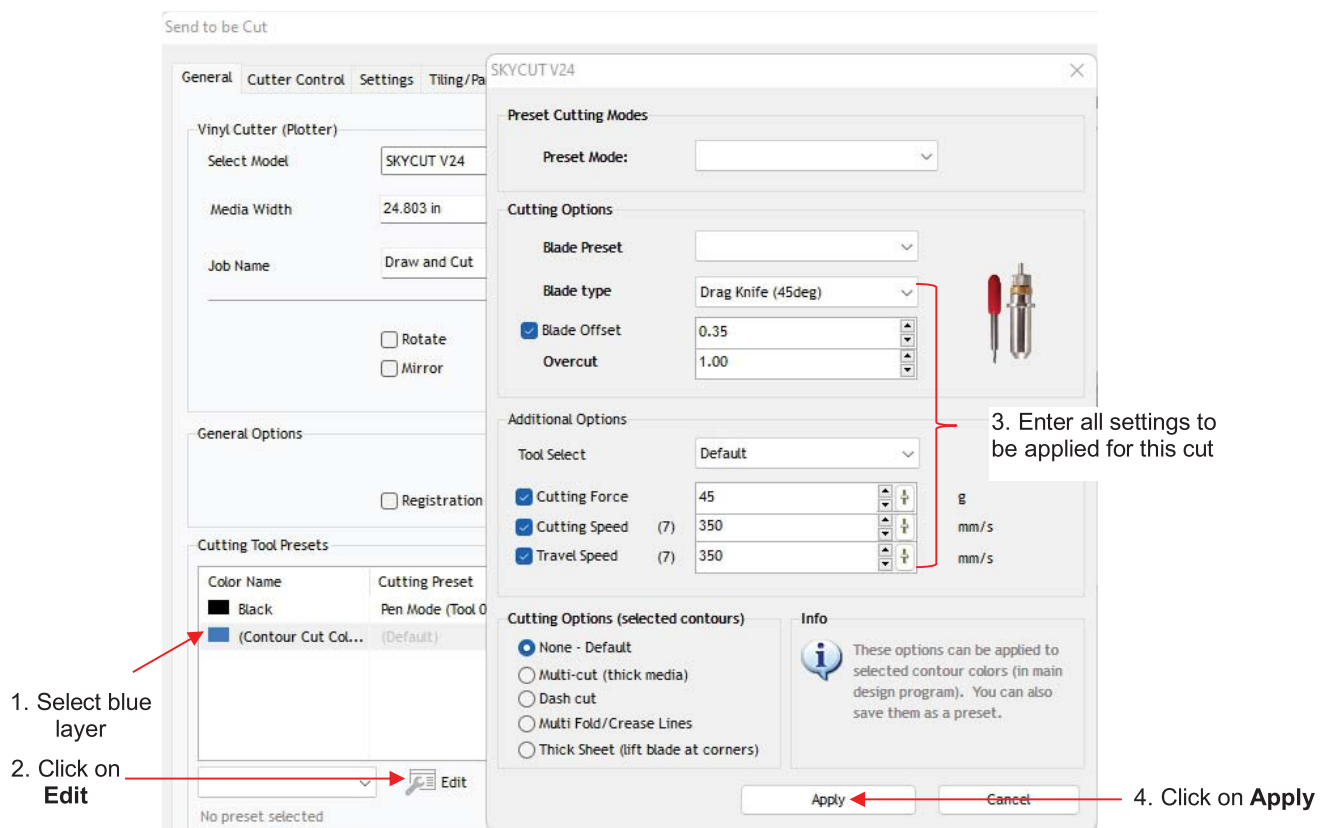 Send to be Cut
General
Cutter Control
Settings
Tiling/Pa
Vinyl Cutter (Plotter)
Select Model
SKYCUT V24
Media Width
24.803 in
Job Name
Draw and Cut
Rotate
Mirror
General Options
Registration
Cutting Tool Presets
Color Name
Cutting Preset
Black
Pen Mode (Tool 0
(Contour Cut Col...
(Default)
Edit
No preset selected
SKYCUT V24
Preset Cutting Modes
Preset Mode:
Cutting Options
Blade Preset
Blade type
Drag Knife (45deg)
Blade Offset
0.35
Overcut
1.00
Additional Options
Tool Select
Default
Cutting Force
45
g
Cutting Speed (7)
350
mm/s
Travel Speed (7)
350
mm/s
Cutting Options (selected contours)
None - Default
Multi-cut (thick media)
Dash cut
Multi Fold/Crease Lines
Thick Sheet (lift blade at corners)
Info
These options can be applied to
selected contour colors (in main
design program). You can also
save them as a preset.
Apply
Cancel
1. Select blue
layer
2. Click on
Edit
3. Enter all settings to
be applied for this cut
4. Click on Apply